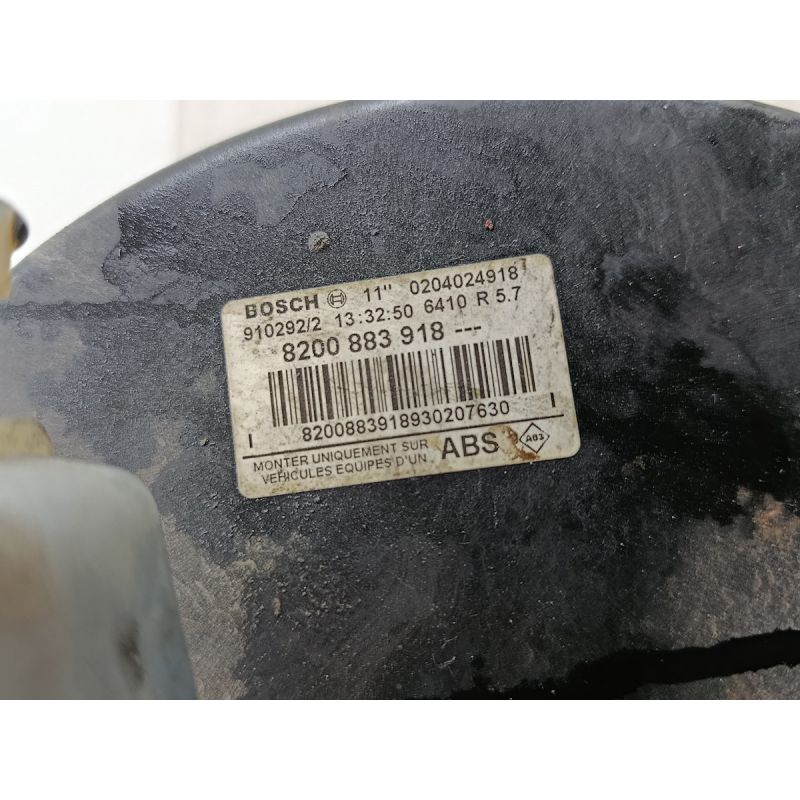 BOSCH 11" 0204024918
910292/2 13:32:50 6410 R 5.7
8200 883 918 ---
8200883918930207630
MONTER UNIQUEMENT SUR
VEHICULES EQUIPES D'UN ABS
AB3